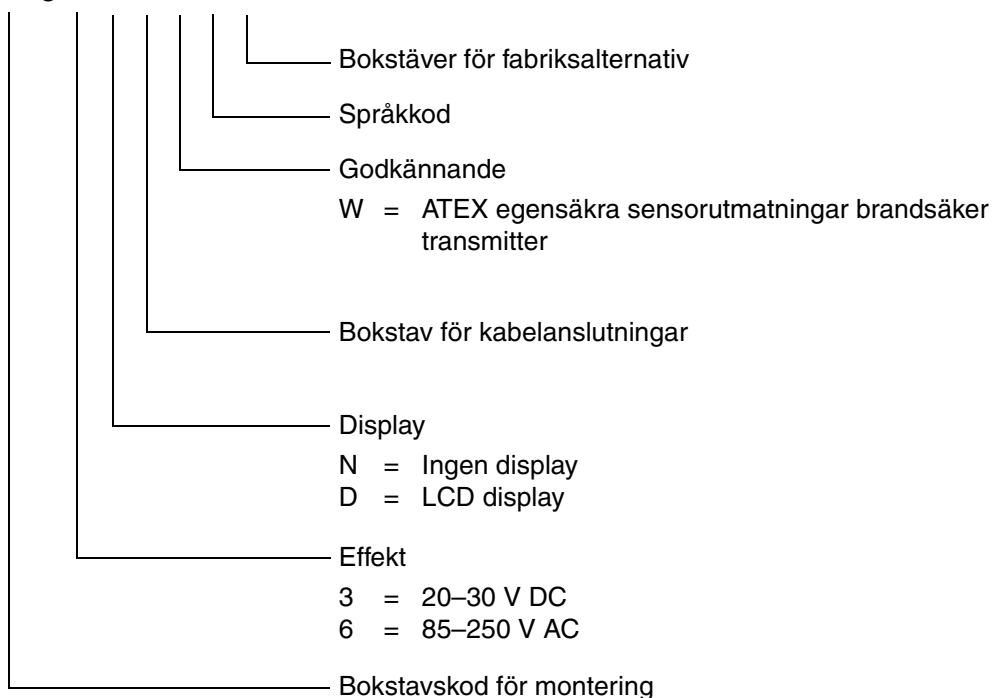 Bokstäver för fabriksalternativ
Språkkod
Godkännande
W = ATEX egensäkra sensorutmatningar brandsäker
transmitter
Bokstav för kabelanslutningar
Display
N = Ingen display
D = LCD display
Effekt
3 = 20–30 V DC
6 = 85–250 V AC
Bokstavskod för montering